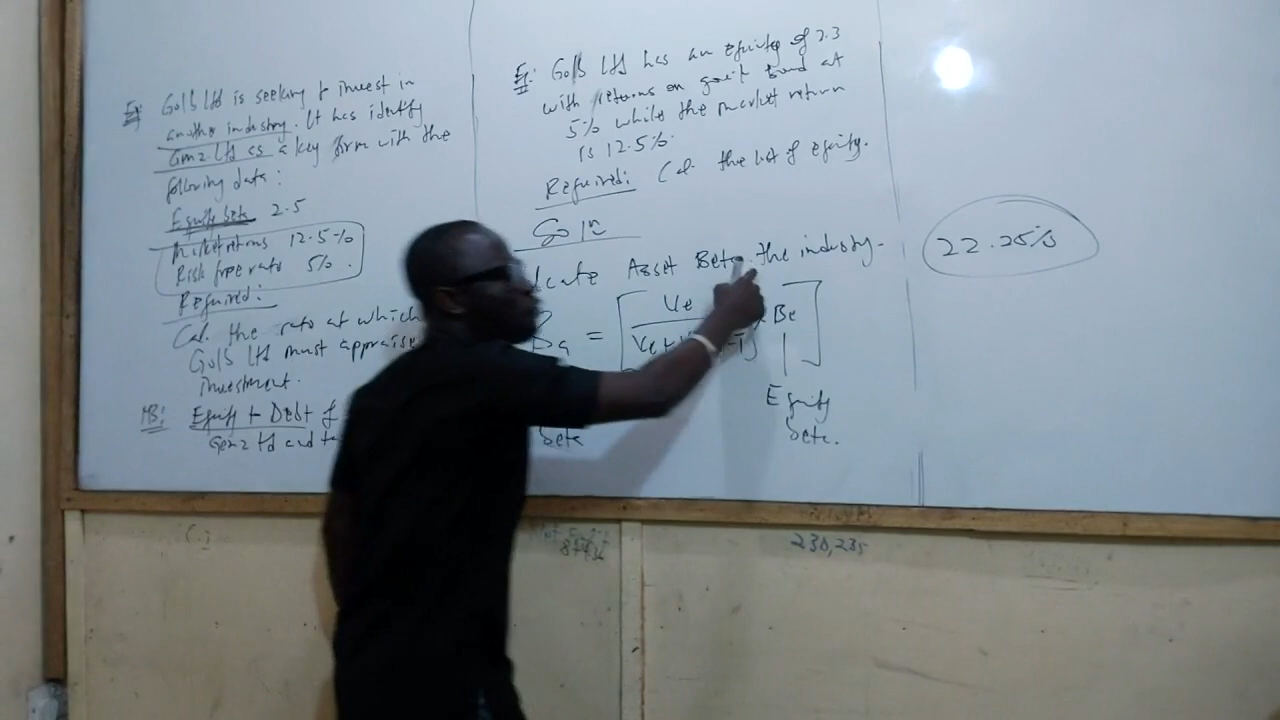 Eg: GolB Ltd is seeking to invest in
another industry. It has identify
Gmz Ltd as a key firm with the
following data:
Equity beta 2.5
Market returns 12.5%
Risk free rate 5%.
Required:
Cal. the rate at which
GolB Ltd must appraise
investment.
NB: Equity + Debt of
Gmz Ltd and
Eg: GolB Ltd has an equity of 2.3
with returns on gov't bond at
5% while the market return
is 12.5%.
Required: Cal. the cost of equity.
Soln
Asset Beta the industry.
Ba = [ Ve Be ]
Ve +
Equity
beta
beta.
22.25%
230,235